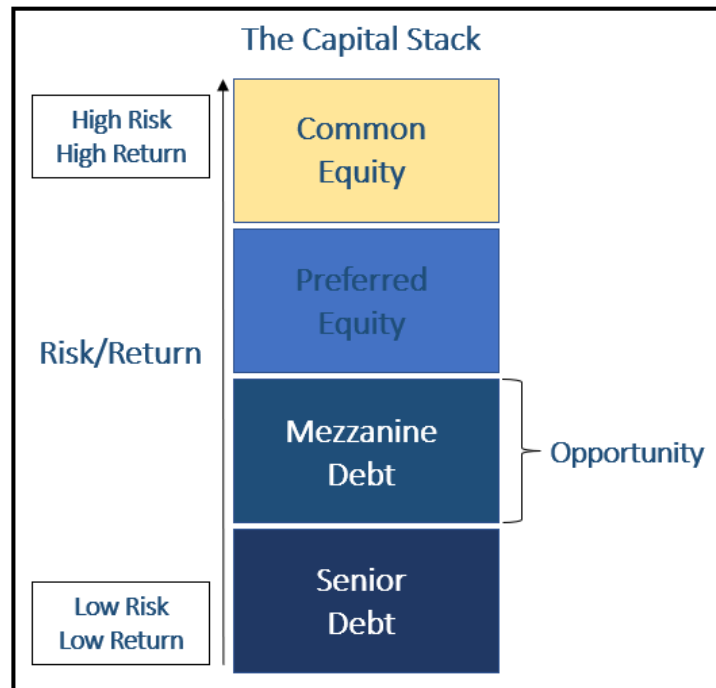 The Capital Stack
High Risk
High Return
Common
Equity
Preferred
Equity
Risk/Return
Mezzanine
Debt
Opportunity
Senior
Debt
Low Risk
Low Return